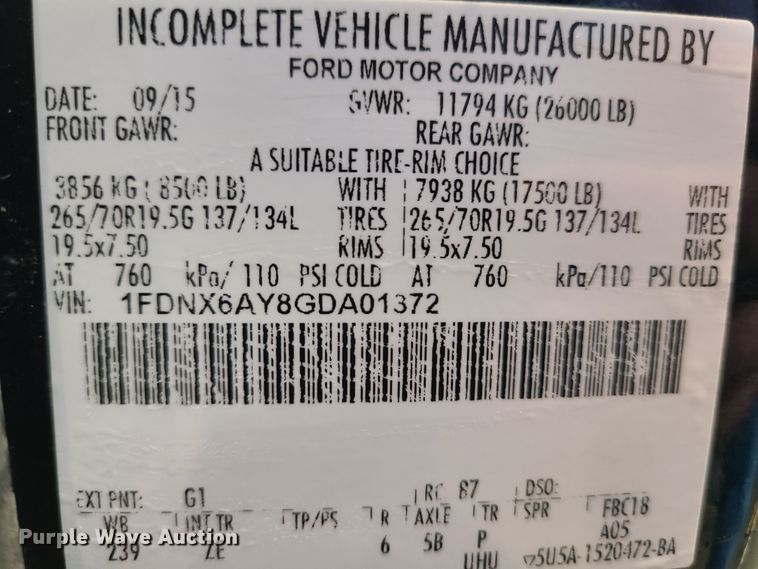 INCOMPLETE VEHICLE MANUFACTURED BY
FORD MOTOR COMPANY
DATE: 09/15 GVWR: 11794 KG (26000 LB)
FRONT GAWR: REAR GAWR:
A SUITABLE TIRE-RIM CHOICE
3856 KG ( 8500 LB) WITH 7938 KG (17500 LB) WITH
265/70R19.5G 137/134L TIRES 265/70R19.5G 137/134L TIRES
19.5x7.50 RIMS 19.5x7.50 RIMS
AT 760 kPa/ 110 PSI COLD AT 760 kPa/110 PSI COLD
VIN: 1FDNX6AY8GDA01372
EXT PNT: G1 RC 87 DSO:
WB INT TR TP/PS R AXLE TR SPR FBC18
239 ZE 6 5B P A05
UHU 5U5A-1520472-BA
Purple Wave Auction